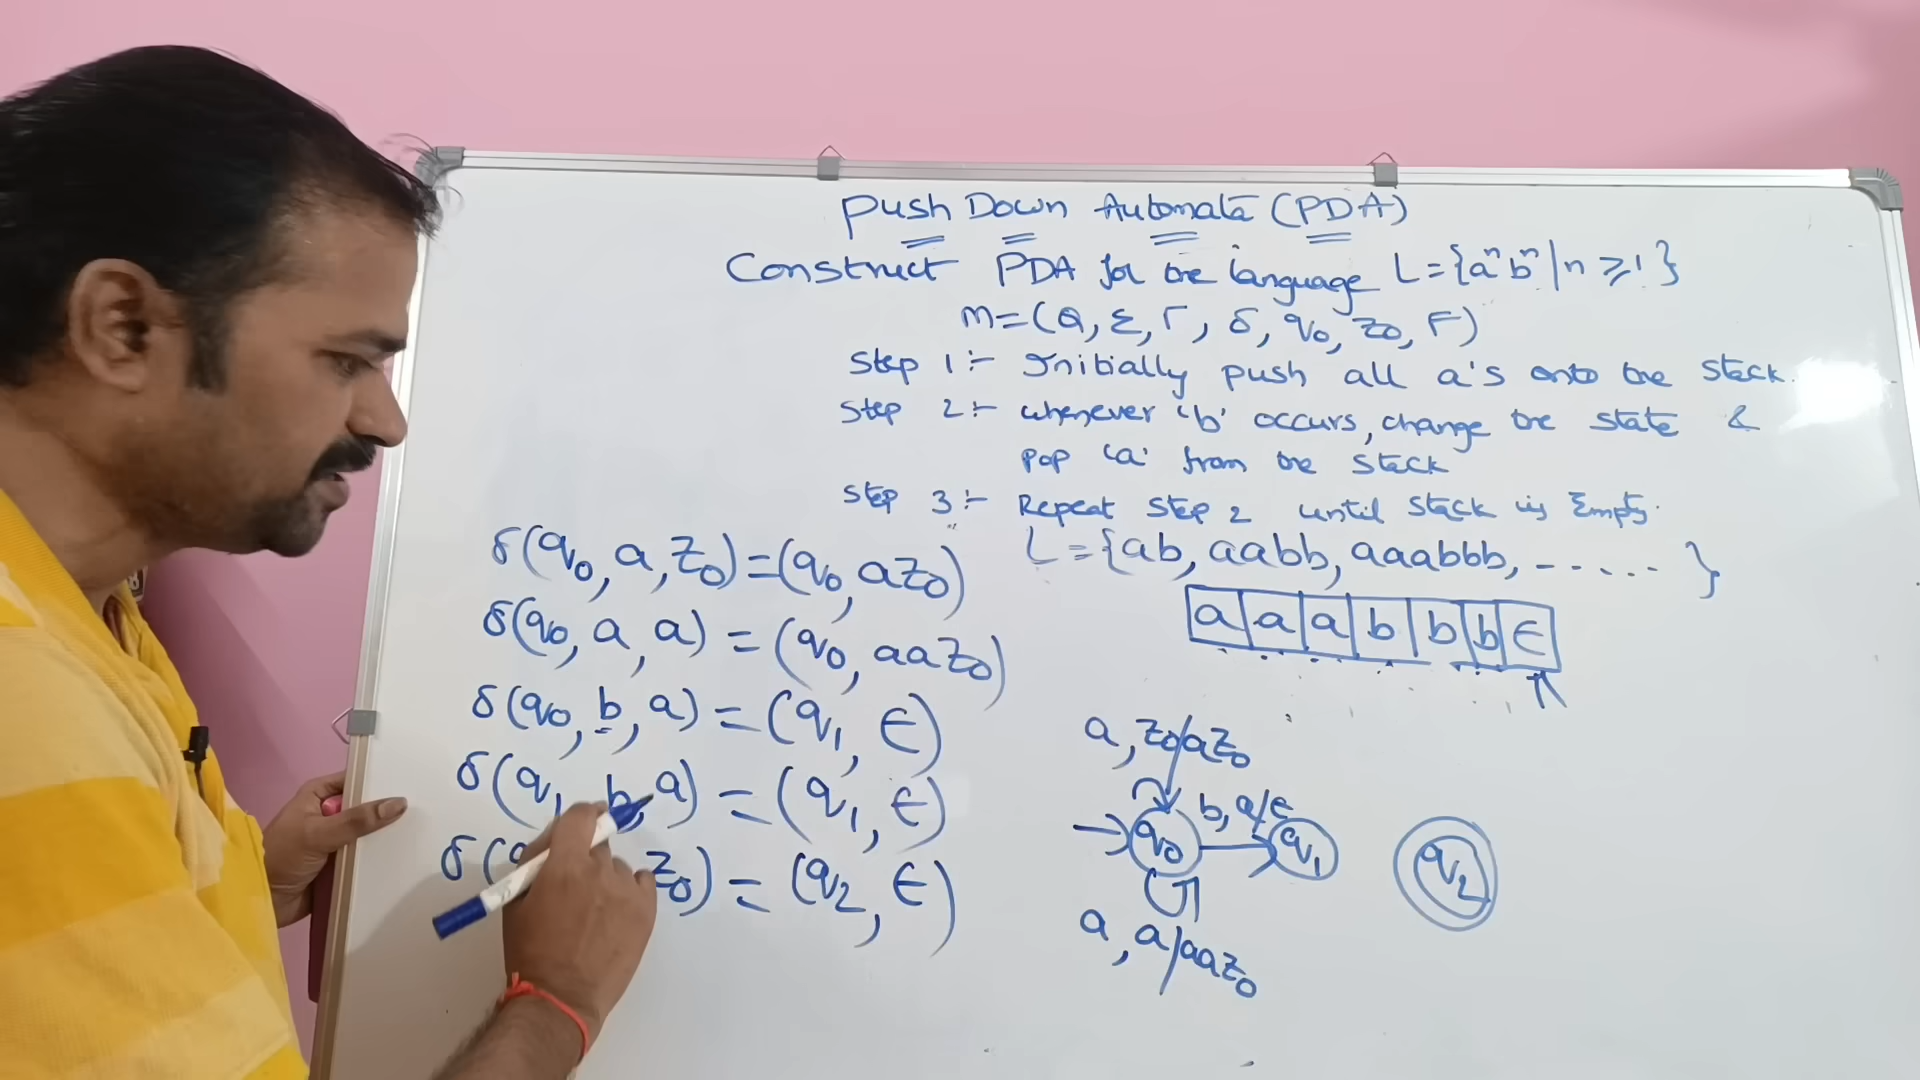 Push Down Automata (PDA)
Construct PDA for the language L={aⁿbⁿ|n≥1}
m=(Q, Σ, Γ, δ, q0, z0, F)
Step 1:- Initially push all a's onto the stack.
Step 2:- whenever 'b' occurs, change the state &
pop 'a' from the stack
Step 3:- Repeat step 2 until stack is Empty.
L={ab, aabb, aaabbb, ------ }
a a a b b b ε
δ(q0, a, z0)=(q0, az0)
δ(q0, a, a) = (q0, aaz0)
δ(q0, b, a) = (q1, ε)
δ(q1, b, a) = (q1, ε)
δ( z0) = (q2, ε)
a, z0/az0
b, a/ε
q0 q1 q2
a, a/aaz0